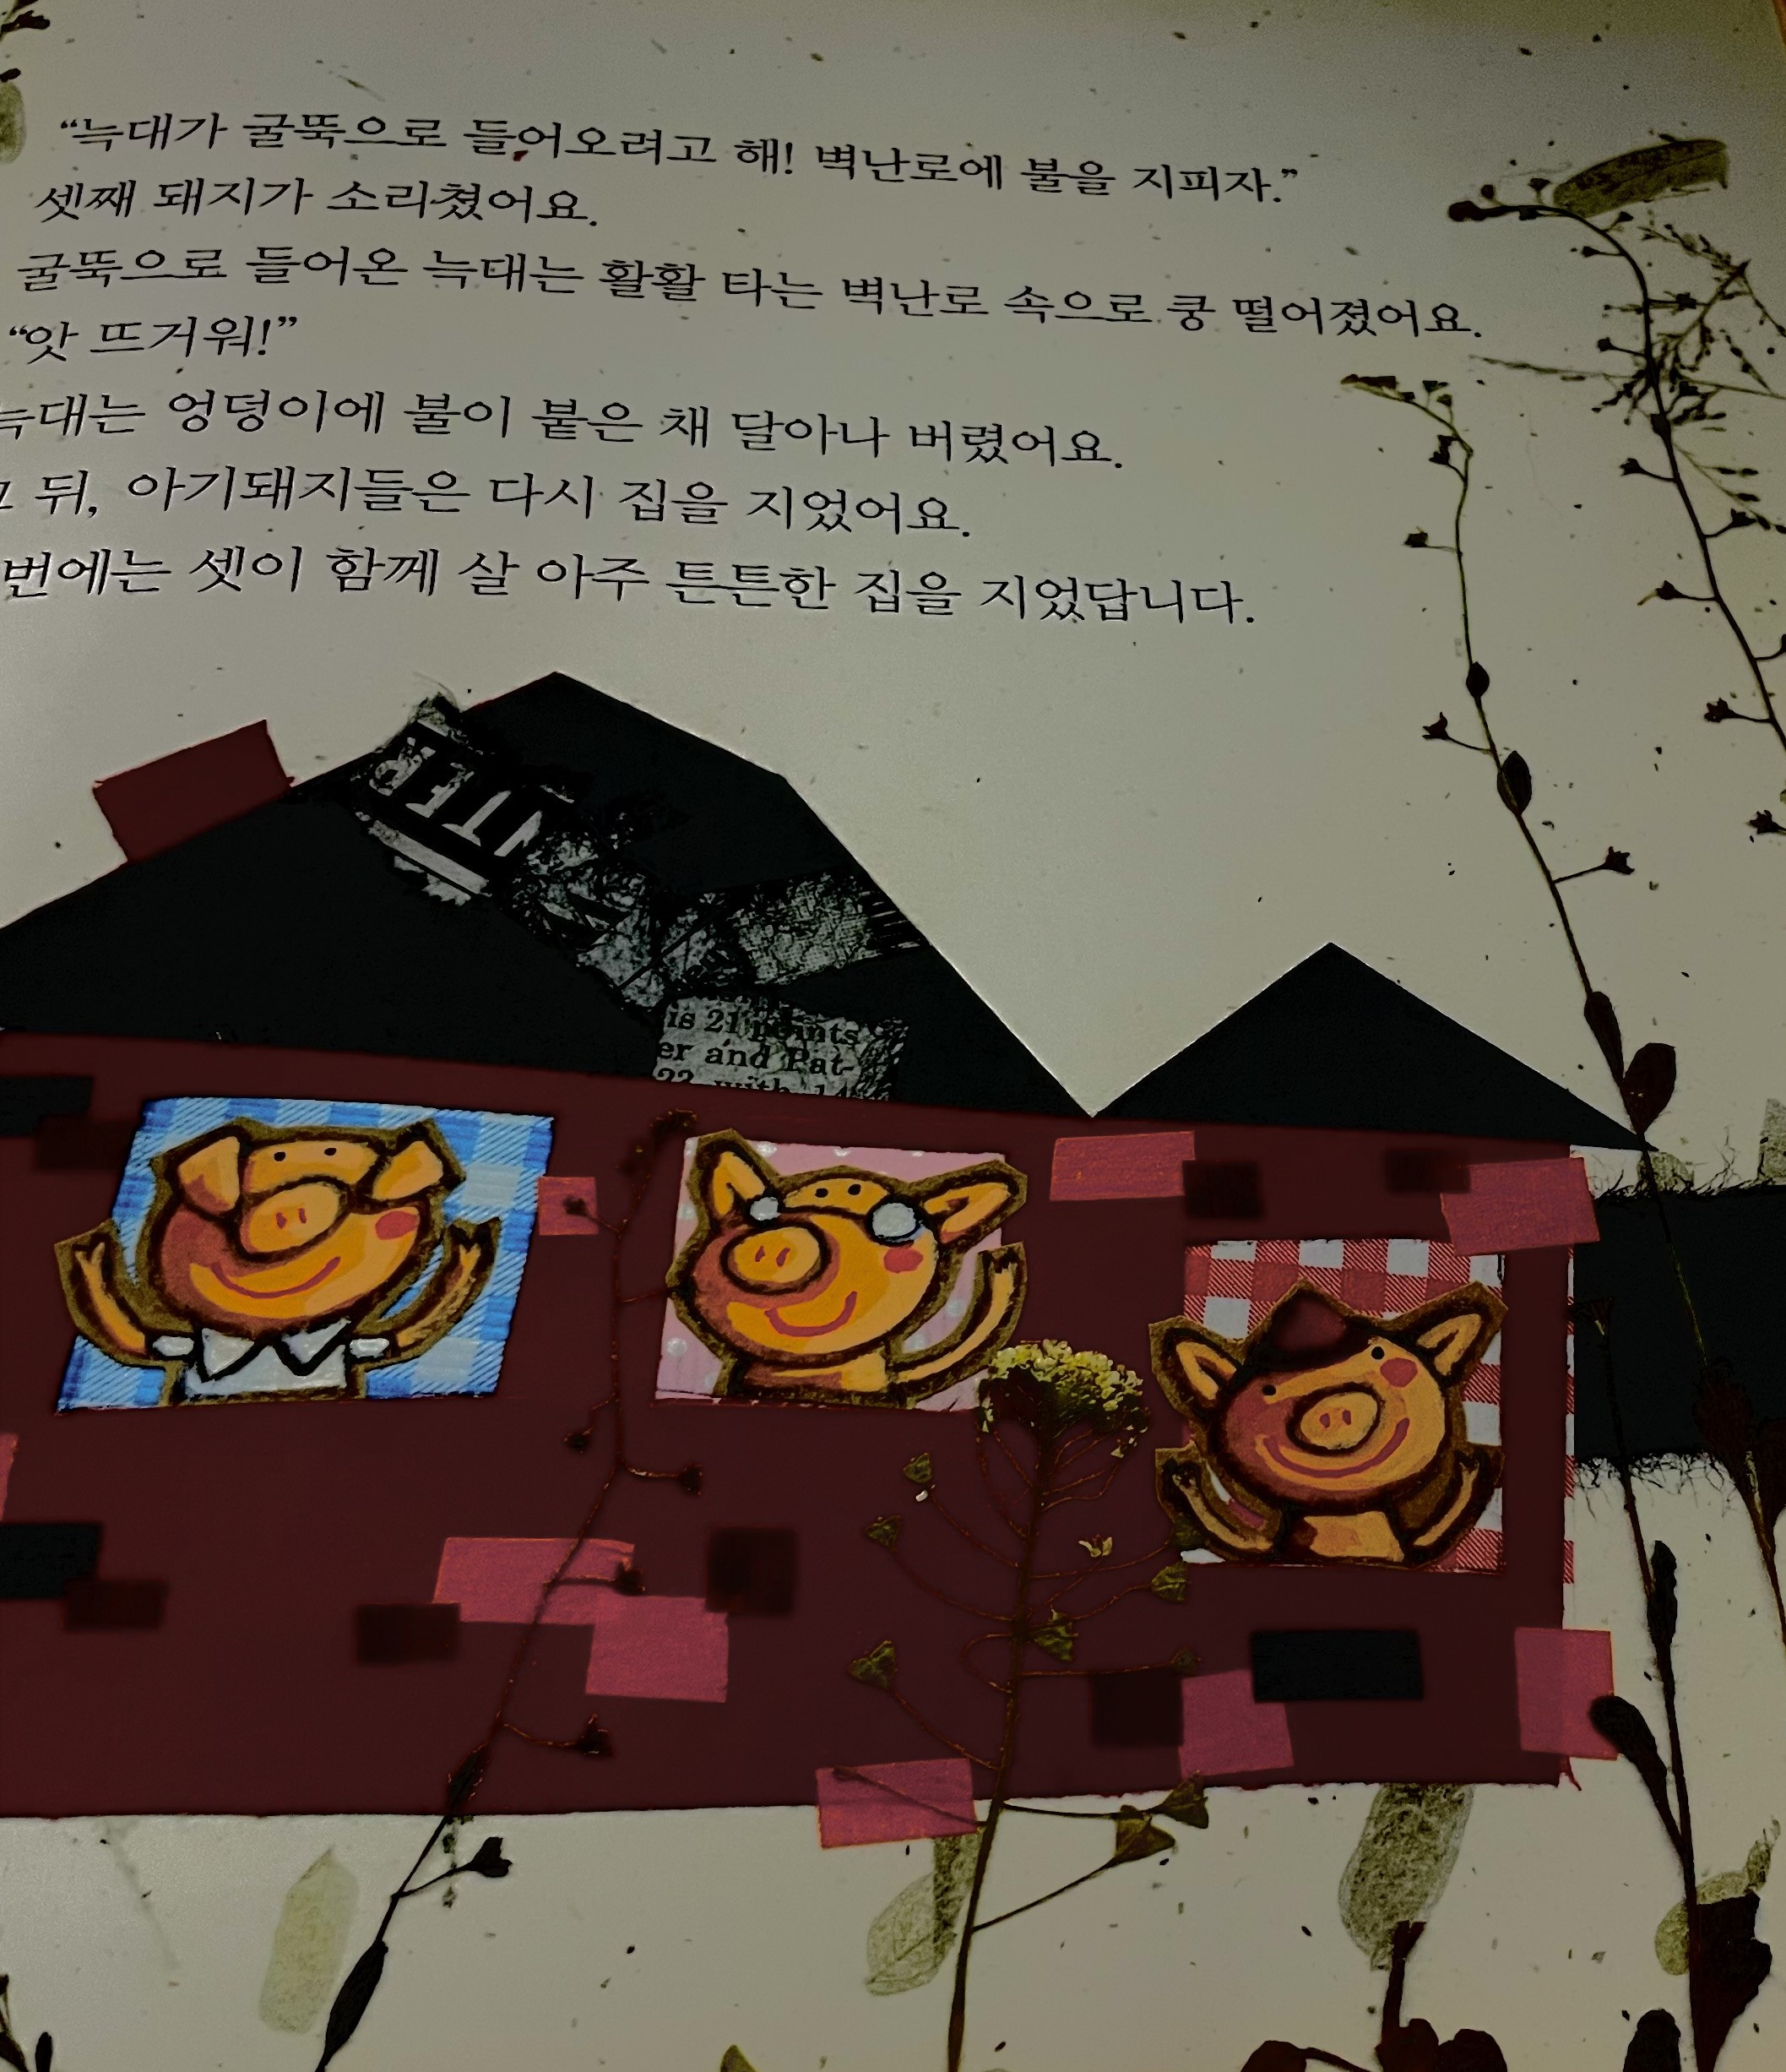 “늑대가 굴뚝으로 들어오려고 해! 벽난로에 불을 지피자.”
셋째 돼지가 소리쳤어요.
굴뚝으로 들어온 늑대는 활활 타는 벽난로 속으로 쿵 떨어졌어요.
“앗 뜨거워!”
늑대는 엉덩이에 불이 붙은 채 달아나 버렸어요.
뒤, 아기돼지들은 다시 집을 지었어요.
번에는 셋이 함께 살 아주 튼튼한 집을 지었답니다.
is 21 points
er and Pat-
22 with